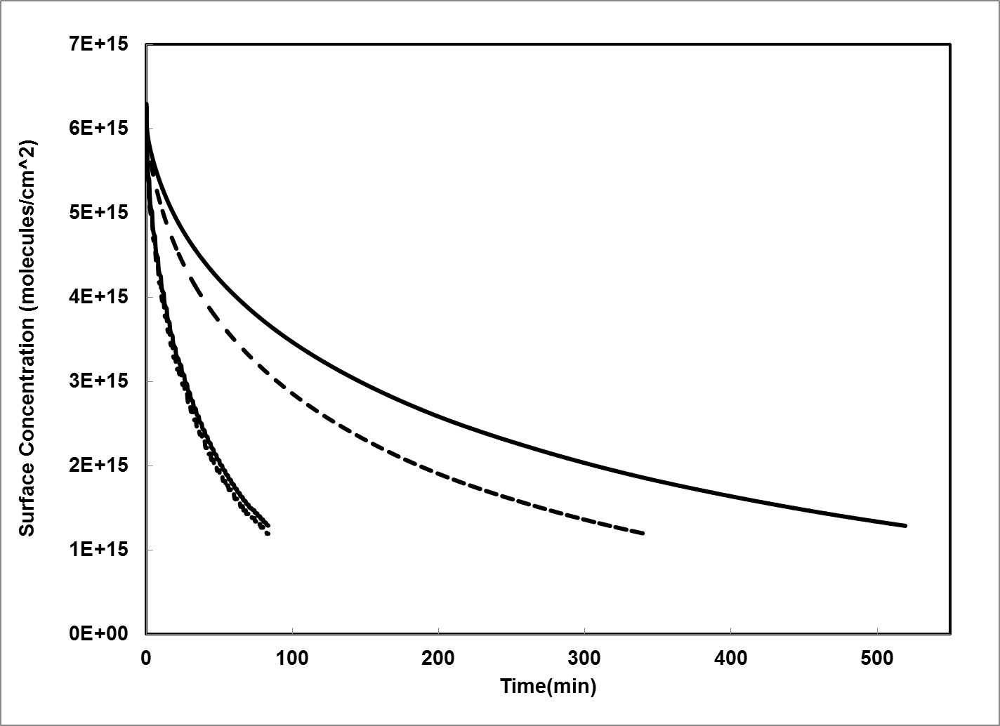 7E+15
6E+15
5E+15
4E+15
3E+15
2E+15
1E+15
0E+00
Surface Concentration (molecules/cm^2)
0 100 200 300 400 500
Time(min)